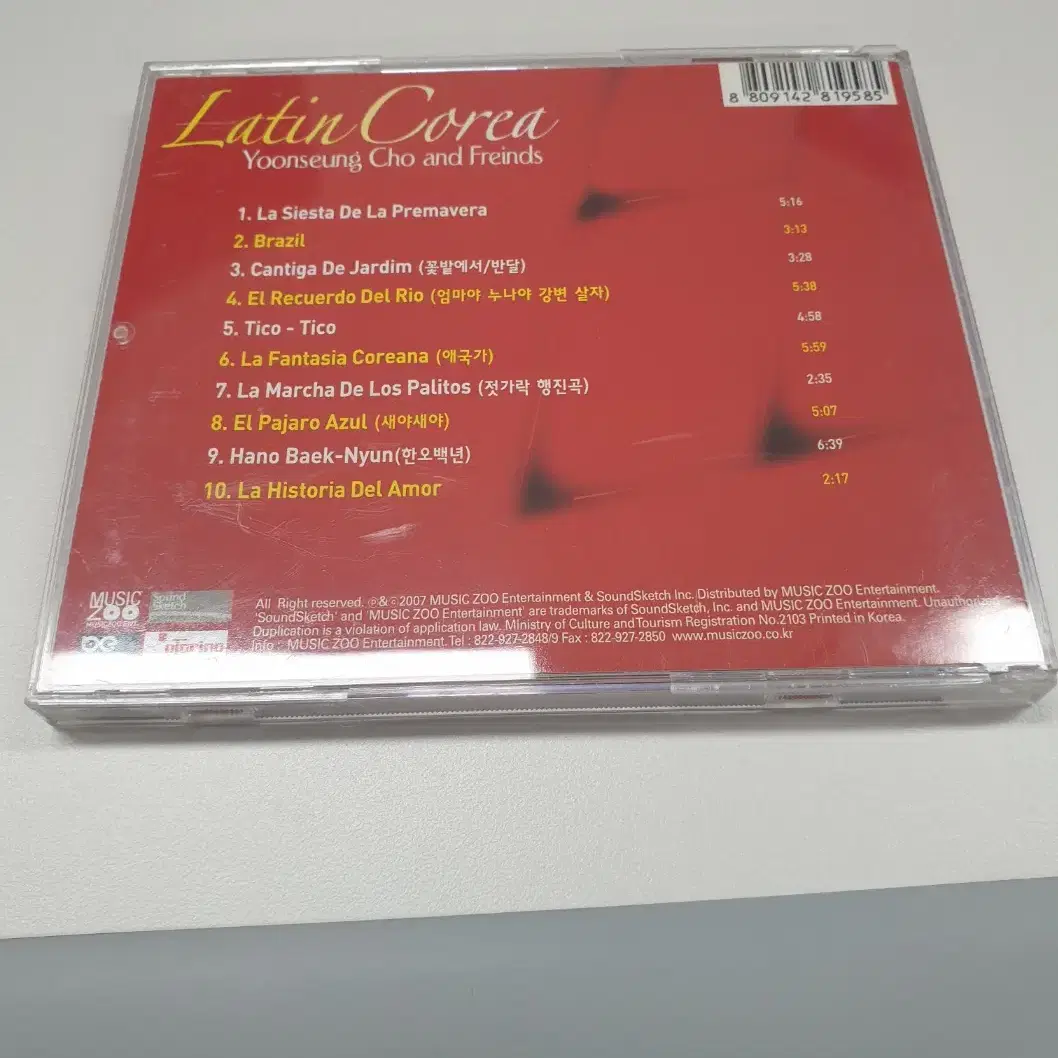 Latin Corea
Yoonseung Cho and Freinds
8 809142 819585
1. La Siesta De La Premavera 5:16
2. Brazil 3:13
3. Cantiga De Jardim (꽃밭에서/반달) 3:28
4. El Recuerdo Del Rio (엄마야 누나야 강변 살자) 5:38
5. Tico - Tico 4:58
6. La Fantasia Coreana (애국가) 5:59
7. La Marcha De Los Palitos (젓가락 행진곡) 2:35
8. El Pajaro Azul (새야새야) 5:07
9. Hano Baek-Nyun(한오백년) 6:39
10. La Historia Del Amor 2:17
MUSIC
ZOO
Sound
Sketch
All Right reserved. ℗&©2007 MUSIC ZOO Entertainment & SoundSketch Inc. Distributed by MUSIC ZOO Entertainment.
'SoundSketch' and 'MUSIC ZOO Entertainment' are trademarks of SoundSketch, Inc. and MUSIC ZOO Entertainment. Unauthorized
Duplication is a violation of application law. Ministry of Culture and Tourism Registration No.2103 Printed in Korea.
Info : MUSIC ZOO Entertainment. Tel : 822-927-2848/9 Fax : 822-927-2850 www.musiczoo.co.kr